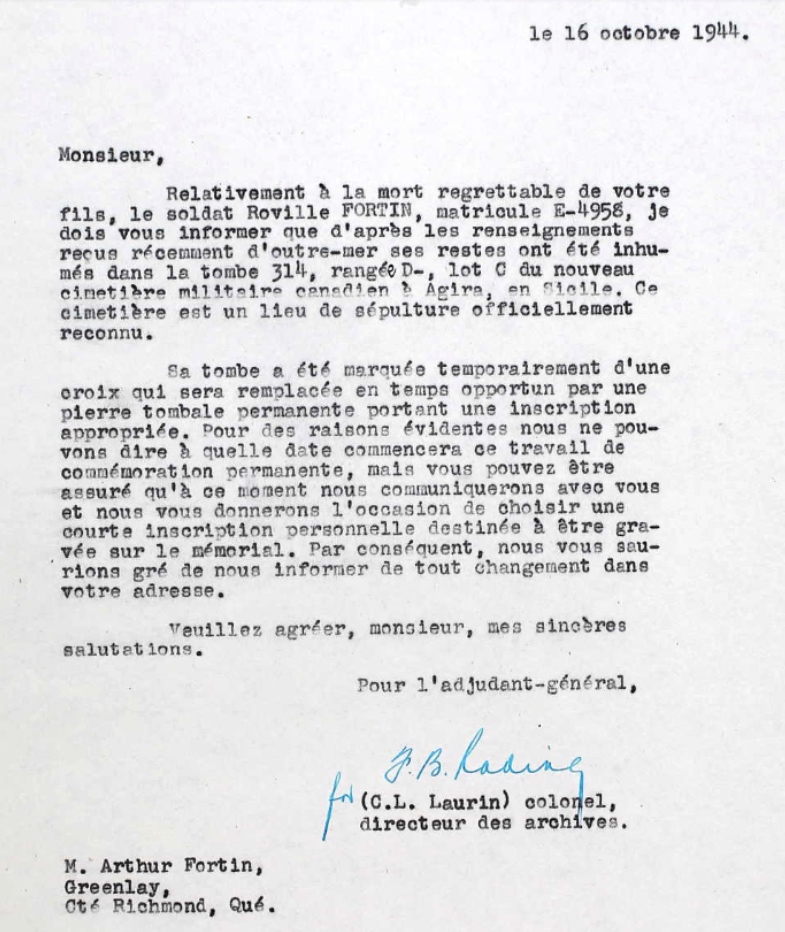 le 16 octobre 1944.
Monsieur,
Relativement à la mort regrettable de votre
fils, le soldat Roville FORTIN, matricule E-4958, je
dois vous informer que d'après les renseignements
reçus récemment d'outre-mer ses restes ont été inhu-
més dans la tombe 314, rangée D-, lot C du nouveau
cimetière militaire canadien à Agira, en Sicile. Ce
cimetière est un lieu de sépulture officiellement
reconnu.
Sa tombe a été marquée temporairement d'une
croix qui sera remplacée en temps opportun par une
pierre tombale permanente portant une inscription
appropriée. Pour des raisons évidentes nous ne pou-
vons dire à quelle date commencera ce travail de
commémoration permanente, mais vous pouvez être
assuré qu'à ce moment nous communiquerons avec vous
et nous vous donnerons l'occasion de choisir une
courte inscription personnelle destinée à être gra-
vée sur le mémorial. Par conséquent, nous vous sau-
rions gré de nous informer de tout changement dans
votre adresse.
Veuillez agréer, monsieur, mes sincères
salutations.
Pour l'adjudant-général,
F.B.
for (C.L. Laurin) colonel,
directeur des archives.
M. Arthur Fortin,
Greenlay,
Cté Richmond, Qué.